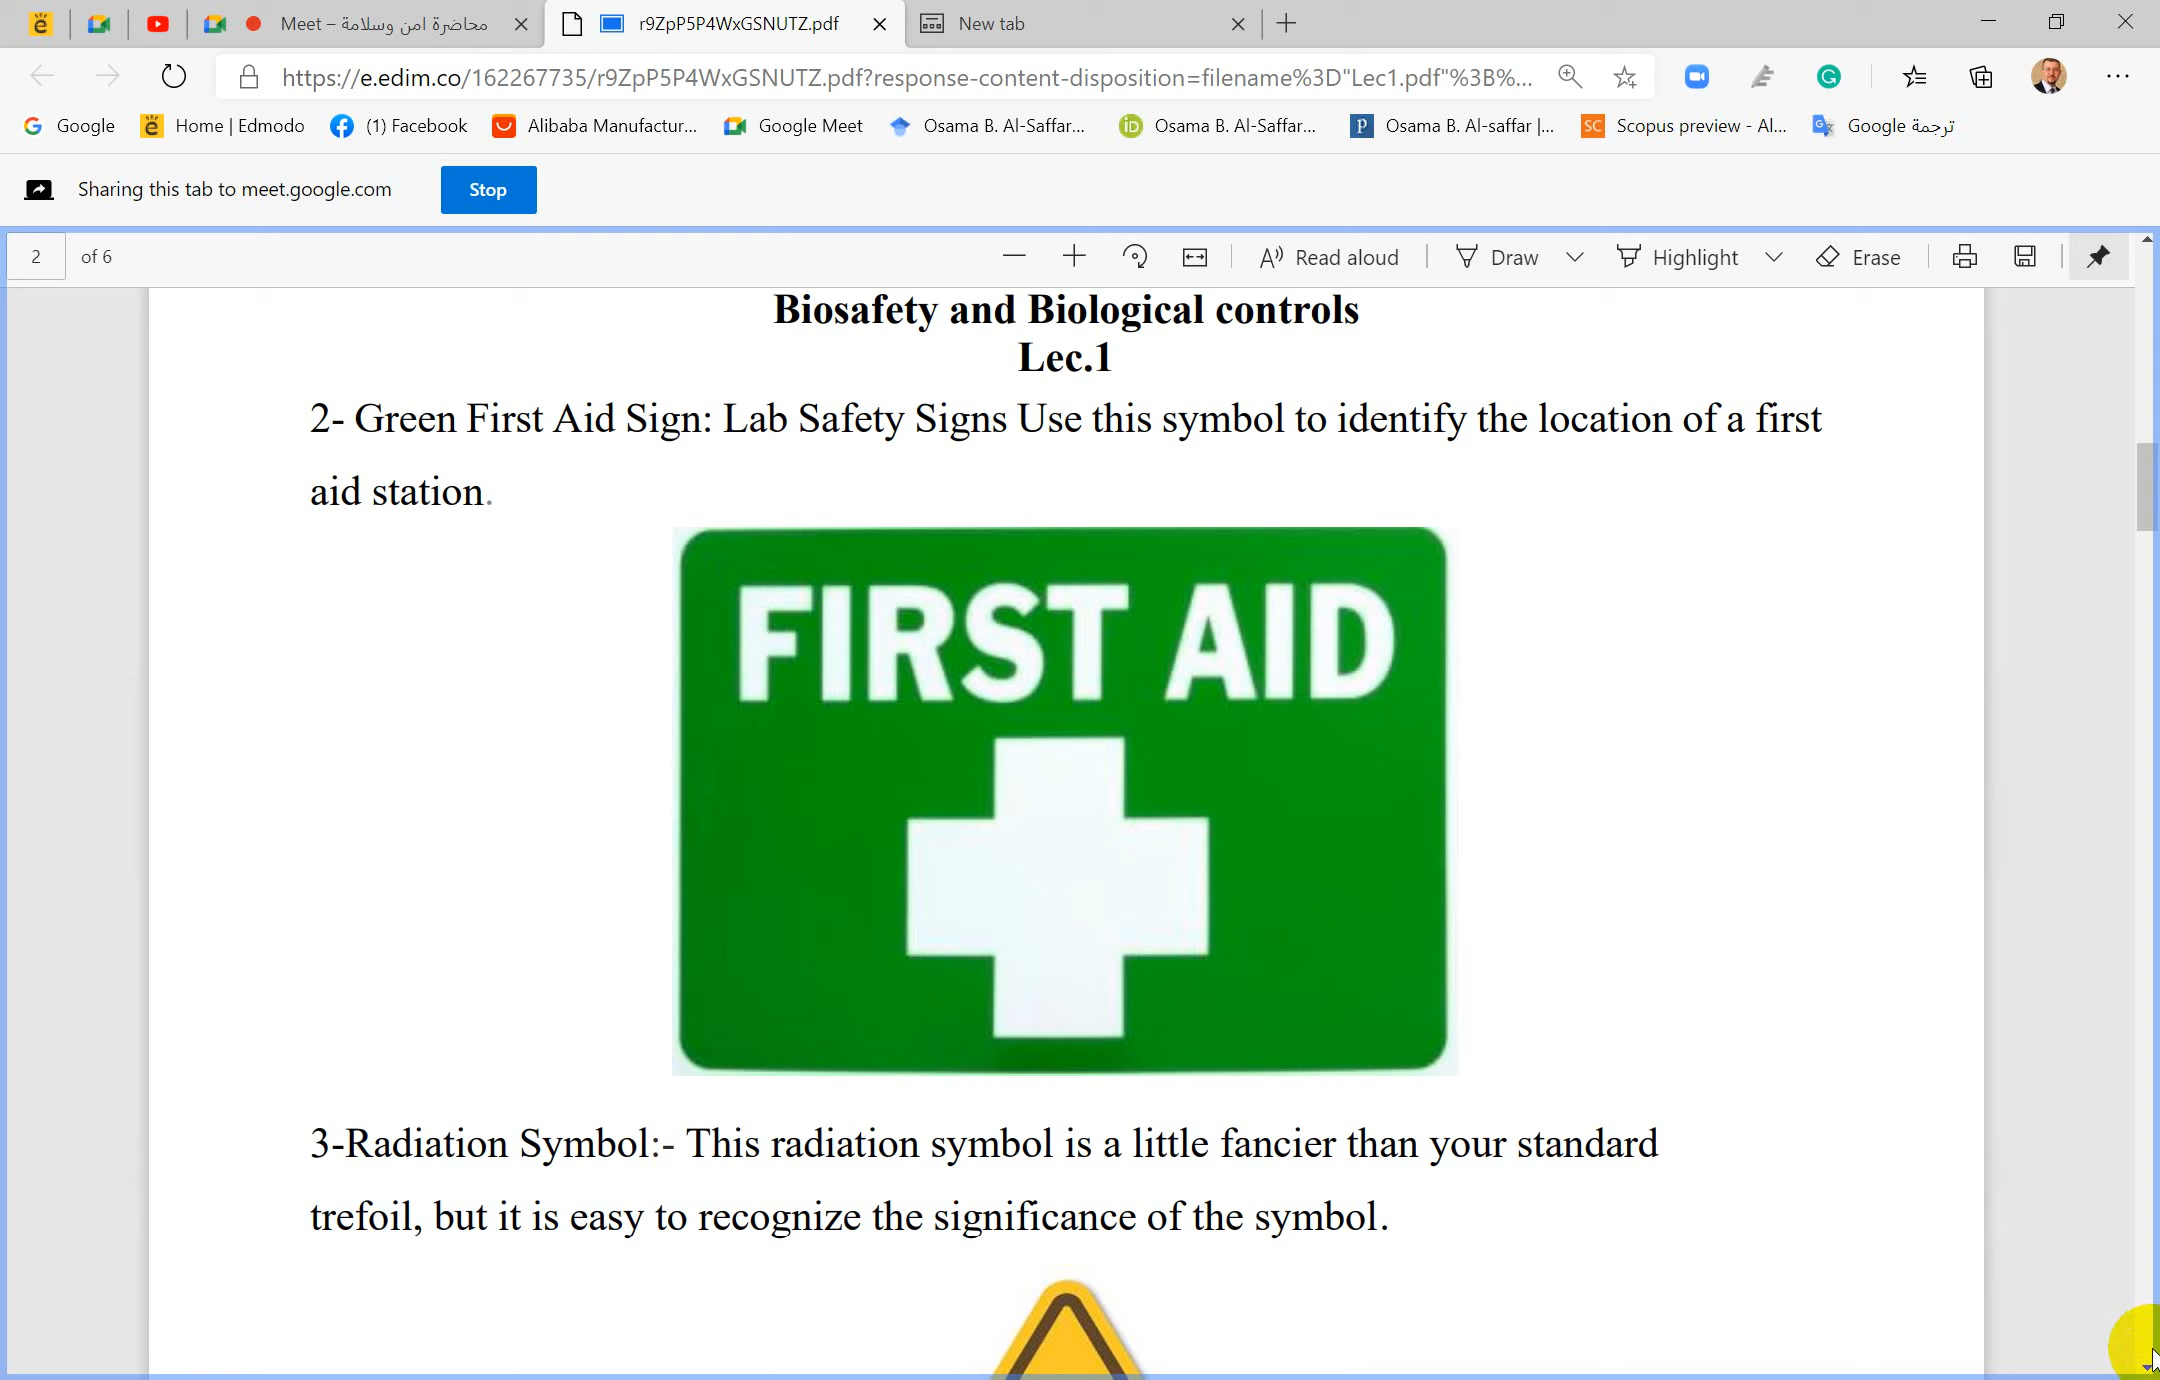 Meet – محاضرة امن وسلامة
r9ZpP5P4WxGSNUTZ.pdf
New tab
https://e.edim.co/162267735/r9ZpP5P4WxGSNUTZ.pdf?response-content-disposition=filename%3D"Lec1.pdf"%3B%...
Google
Home | Edmodo
(1) Facebook
Alibaba Manufactur...
Google Meet
Osama B. Al-Saffar...
Osama B. Al-Saffar...
Osama B. Al-saffar |...
Scopus preview - Al...
ترجمة Google
Sharing this tab to meet.google.com
Stop
2 of 6
Read aloud
Draw
Highlight
Erase
Biosafety and Biological controls
Lec.1
2- Green First Aid Sign: Lab Safety Signs Use this symbol to identify the location of a first
aid station.
FIRST AID
3-Radiation Symbol:- This radiation symbol is a little fancier than your standard
trefoil, but it is easy to recognize the significance of the symbol.